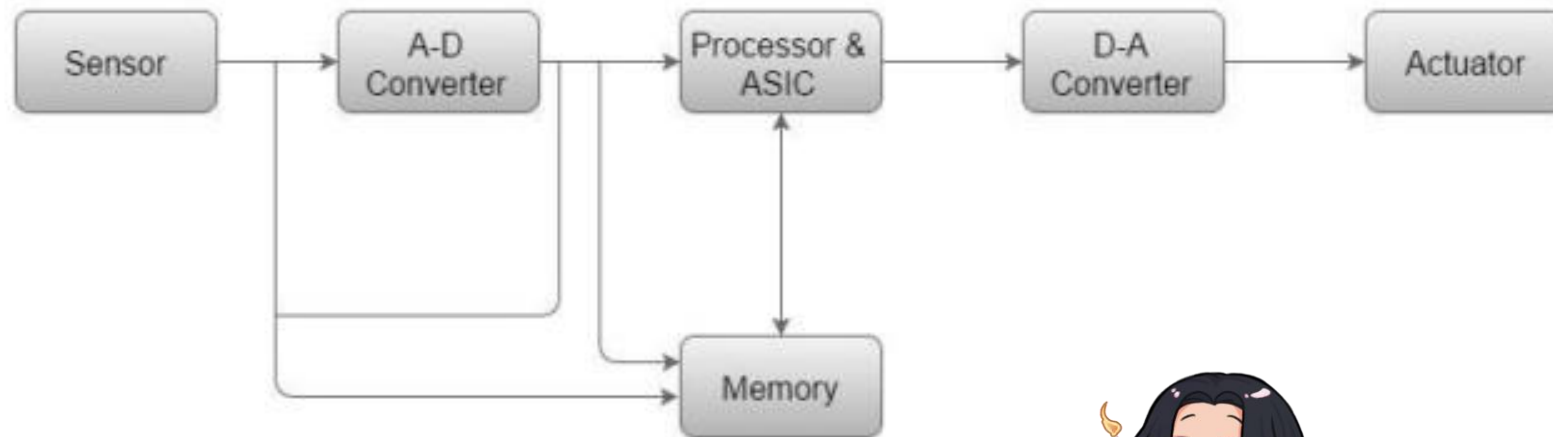 Sensor
A-D
Converter
Processor &
ASIC
D-A
Converter
Actuator
Memory